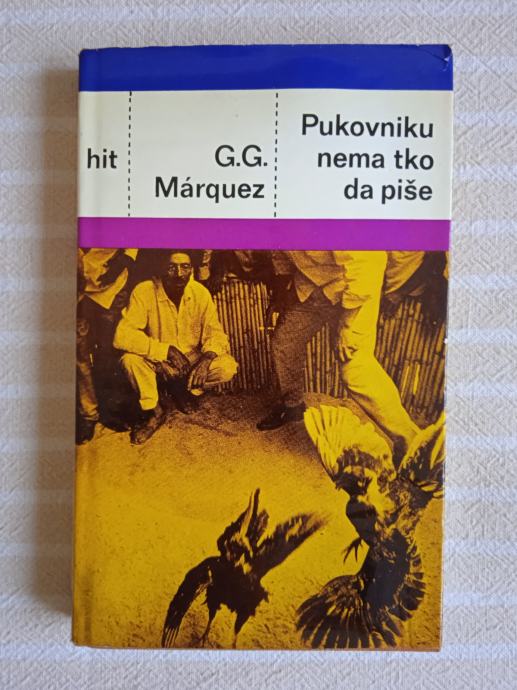 hit
G.G.
Márquez
Pukovniku
nema tko
da piše